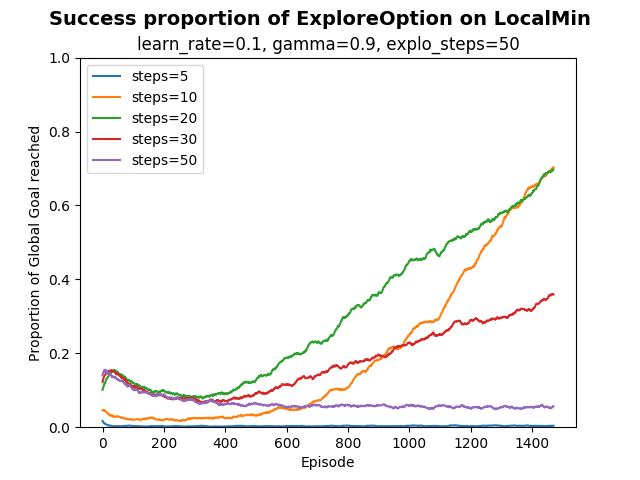 Success proportion of ExploreOption on LocalMin
learn_rate=0.1, gamma=0.9, explo_steps=50
Proportion of Global Goal reached
1.0
0.8
0.6
0.4
0.2
0.0
steps=5
steps=10
steps=20
steps=30
steps=50
0 200 400 600 800 1000 1200 1400
Episode